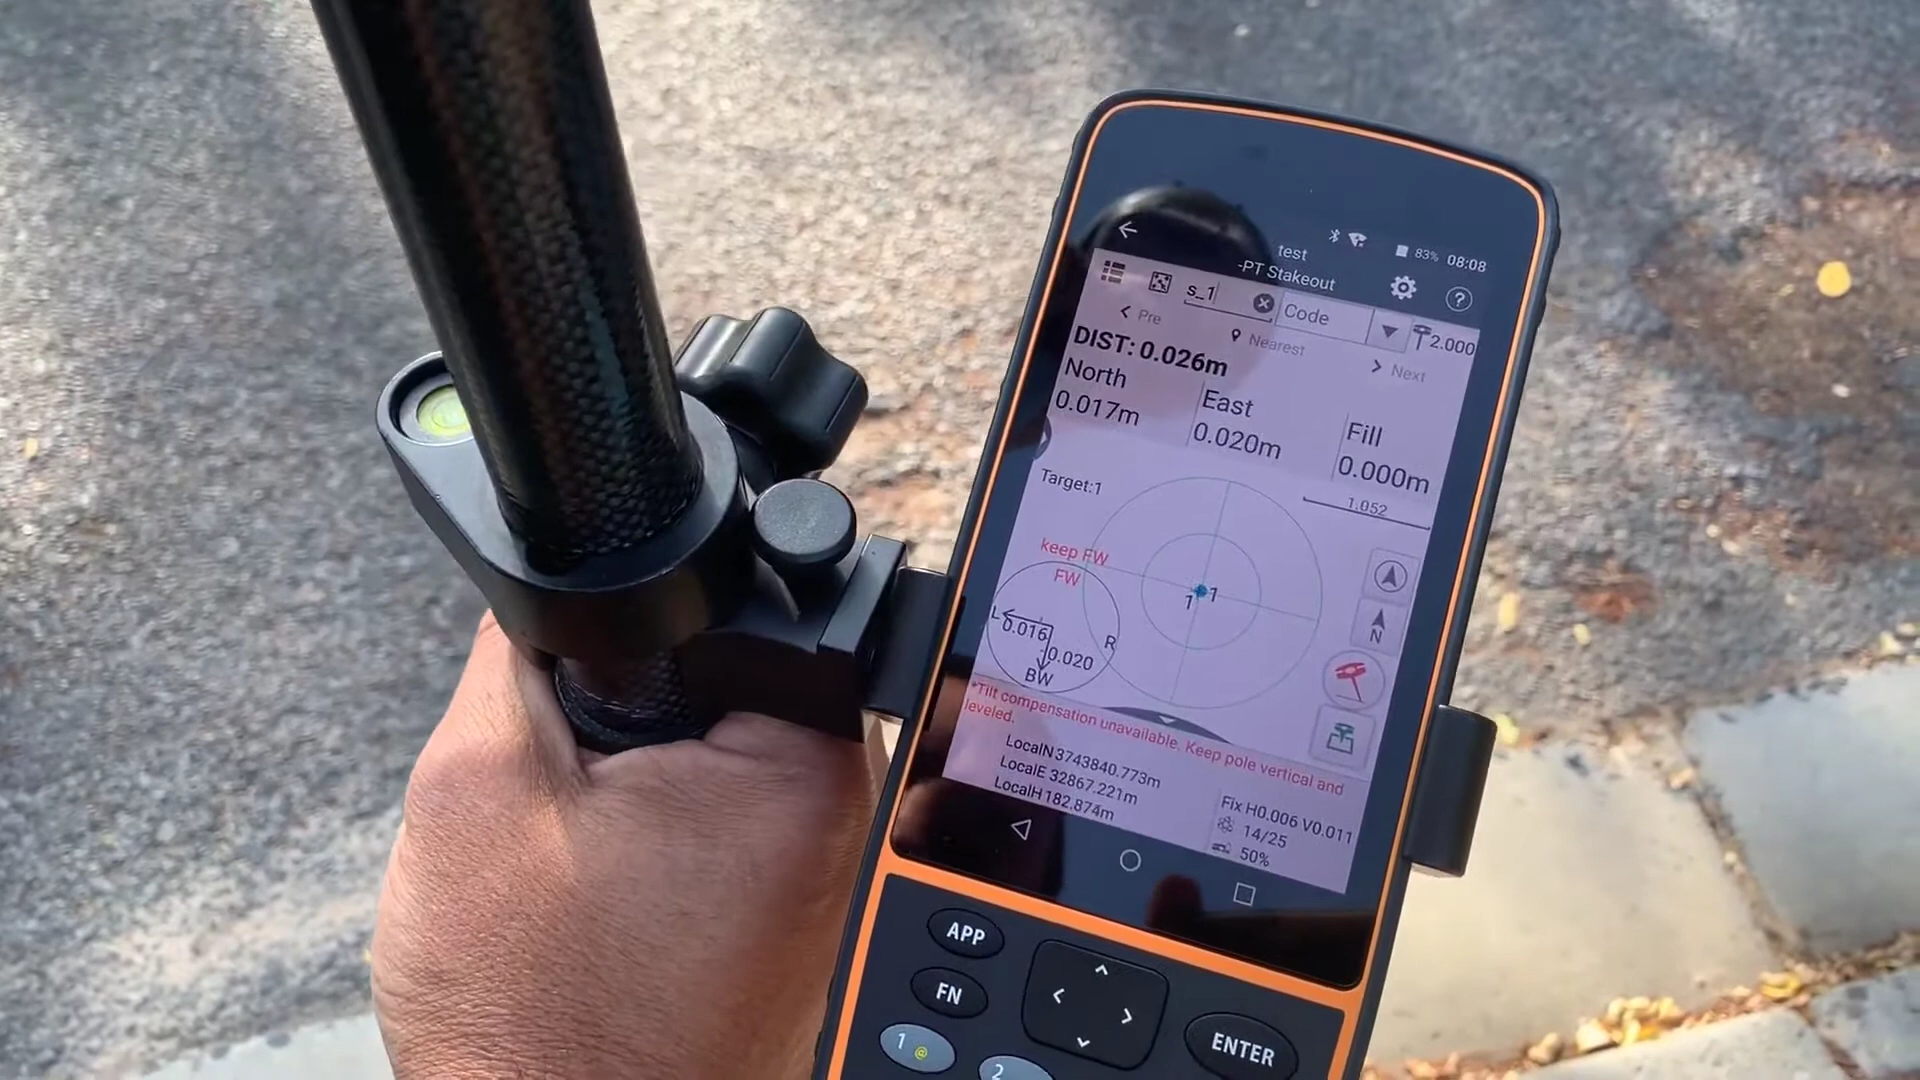 83% 08:08
test
-PT Stakeout
s_1 Code 2.000
Pre Nearest Next
DIST: 0.026m
North East Fill
0.017m 0.020m 0.000m
Target:1
1.052
keep FW
FW
1 1
L 0.016 R
0.020
BW
N
*Tilt compensation unavailable. Keep pole vertical and
leveled.
LocalN 3743840.773m
LocalE 32867.221m
LocalH 182.874m
Fix H0.006 V0.011
14/25
50%
APP
FN
ENTER
1 @
2